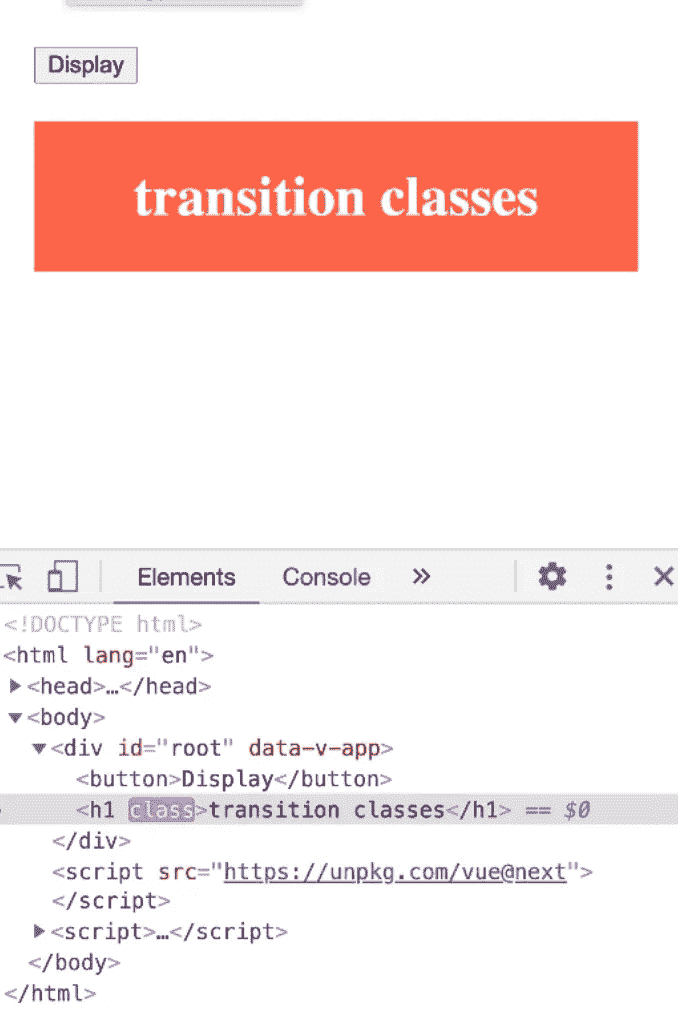 Display
transition classes
Elements Console »
<!DOCTYPE html>
<html lang="en">
▶<head>…</head>
▼<body>
▼<div id="root" data-v-app>
<button>Display</button>
<h1 class>transition classes</h1> == $0
</div>
<script src="https://unpkg.com/vue@next">
</script>
▶<script>…</script>
</body>
</html>